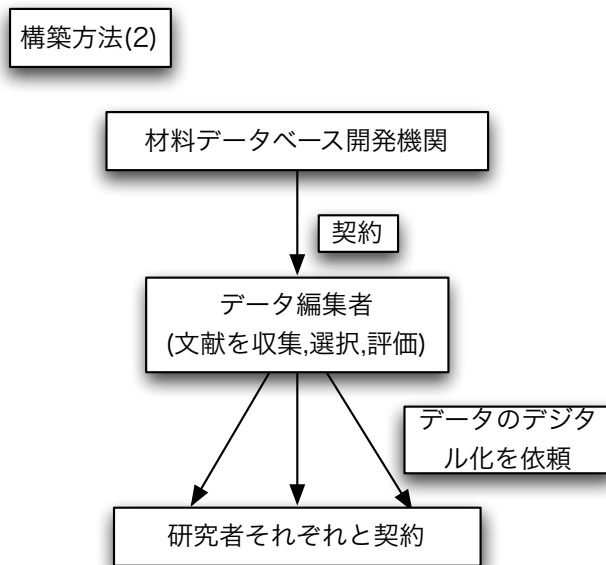 構築方法(2)
材料データベース開発機関
契約
データ編集者
(文献を収集,選択,評価)
データのデジタ
ル化を依頼
研究者それぞれと契約